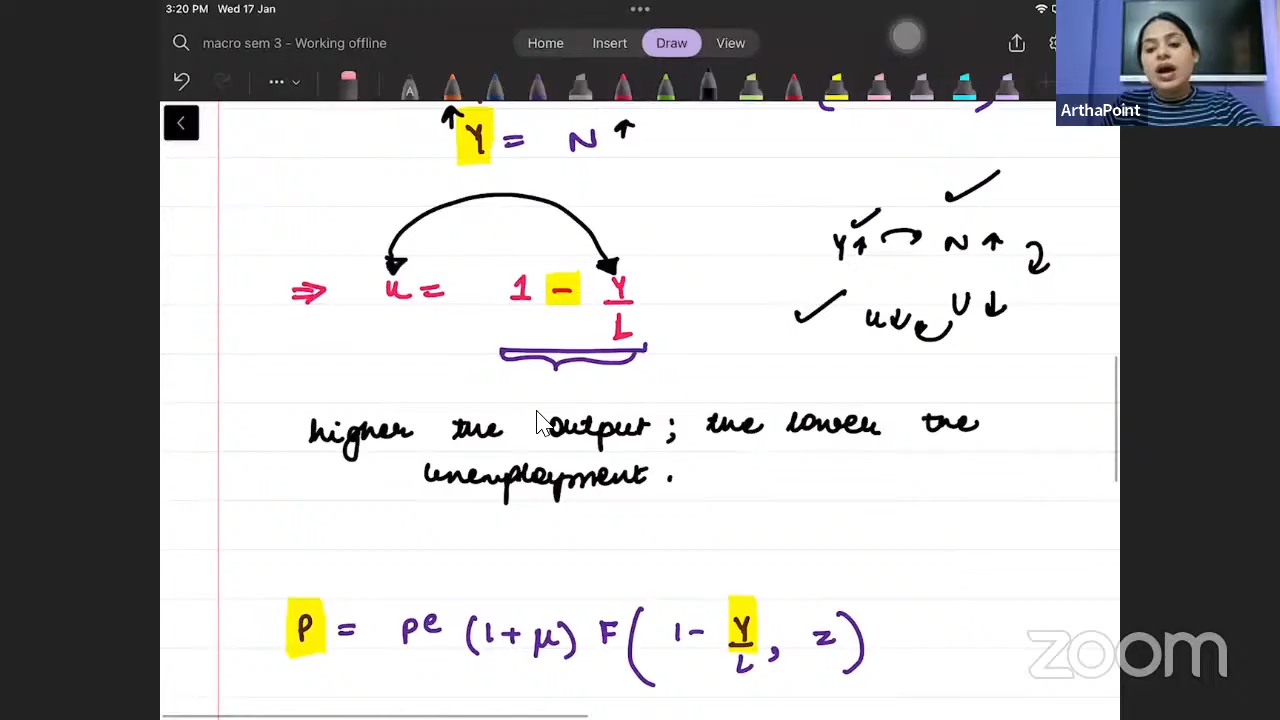 3:20 PM Wed 17 Jan
macro sem 3 - Working offline
Home Insert Draw View
A
ArthaPoint
↑ Y = N ↑
Y↑ → N ↑
⇒ u = 1 - Y/L
u↓ U ↓
higher the output ; the lower the
unemployment .
P = pe (1 + μ) F ( 1 - Y/L , z )
zoom